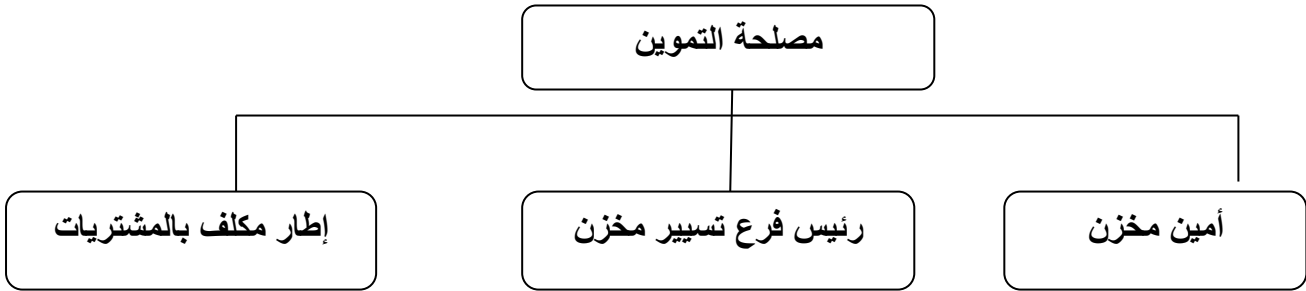 مصلحة التموين
أمين مخزن
رئيس فرع تسيير مخزن
إطار مكلف بالمشتريات